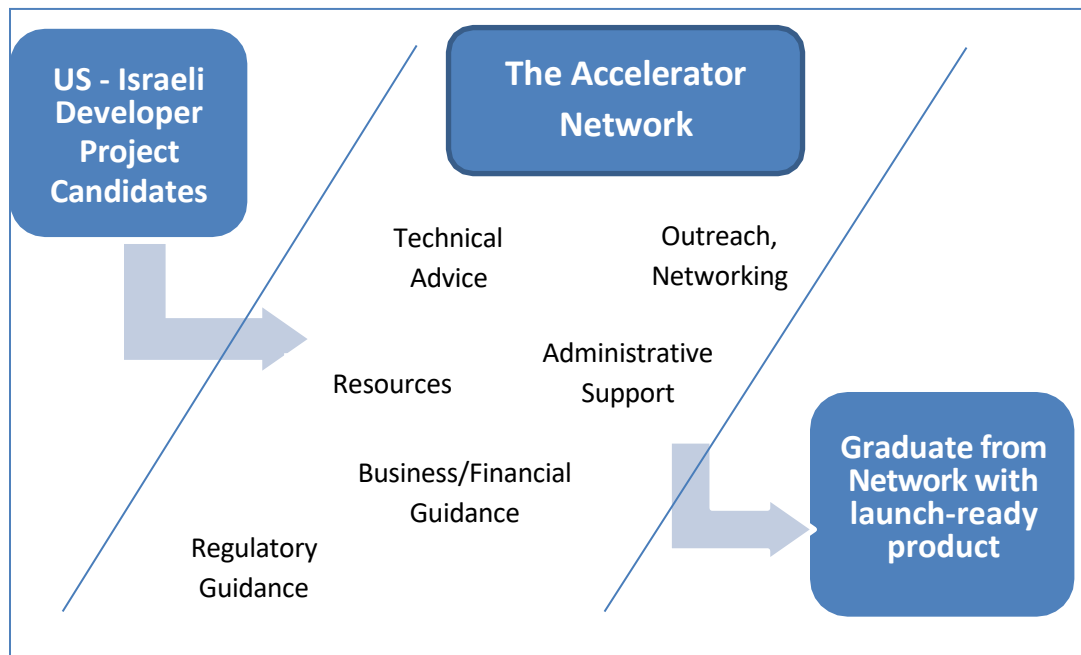 US - Israeli
Developer
Project
Candidates
The Accelerator
Network
Technical
Advice
Outreach,
Networking
Resources
Administrative
Support
Business/Financial
Guidance
Regulatory
Guidance
Graduate from
Network with
launch-ready
product